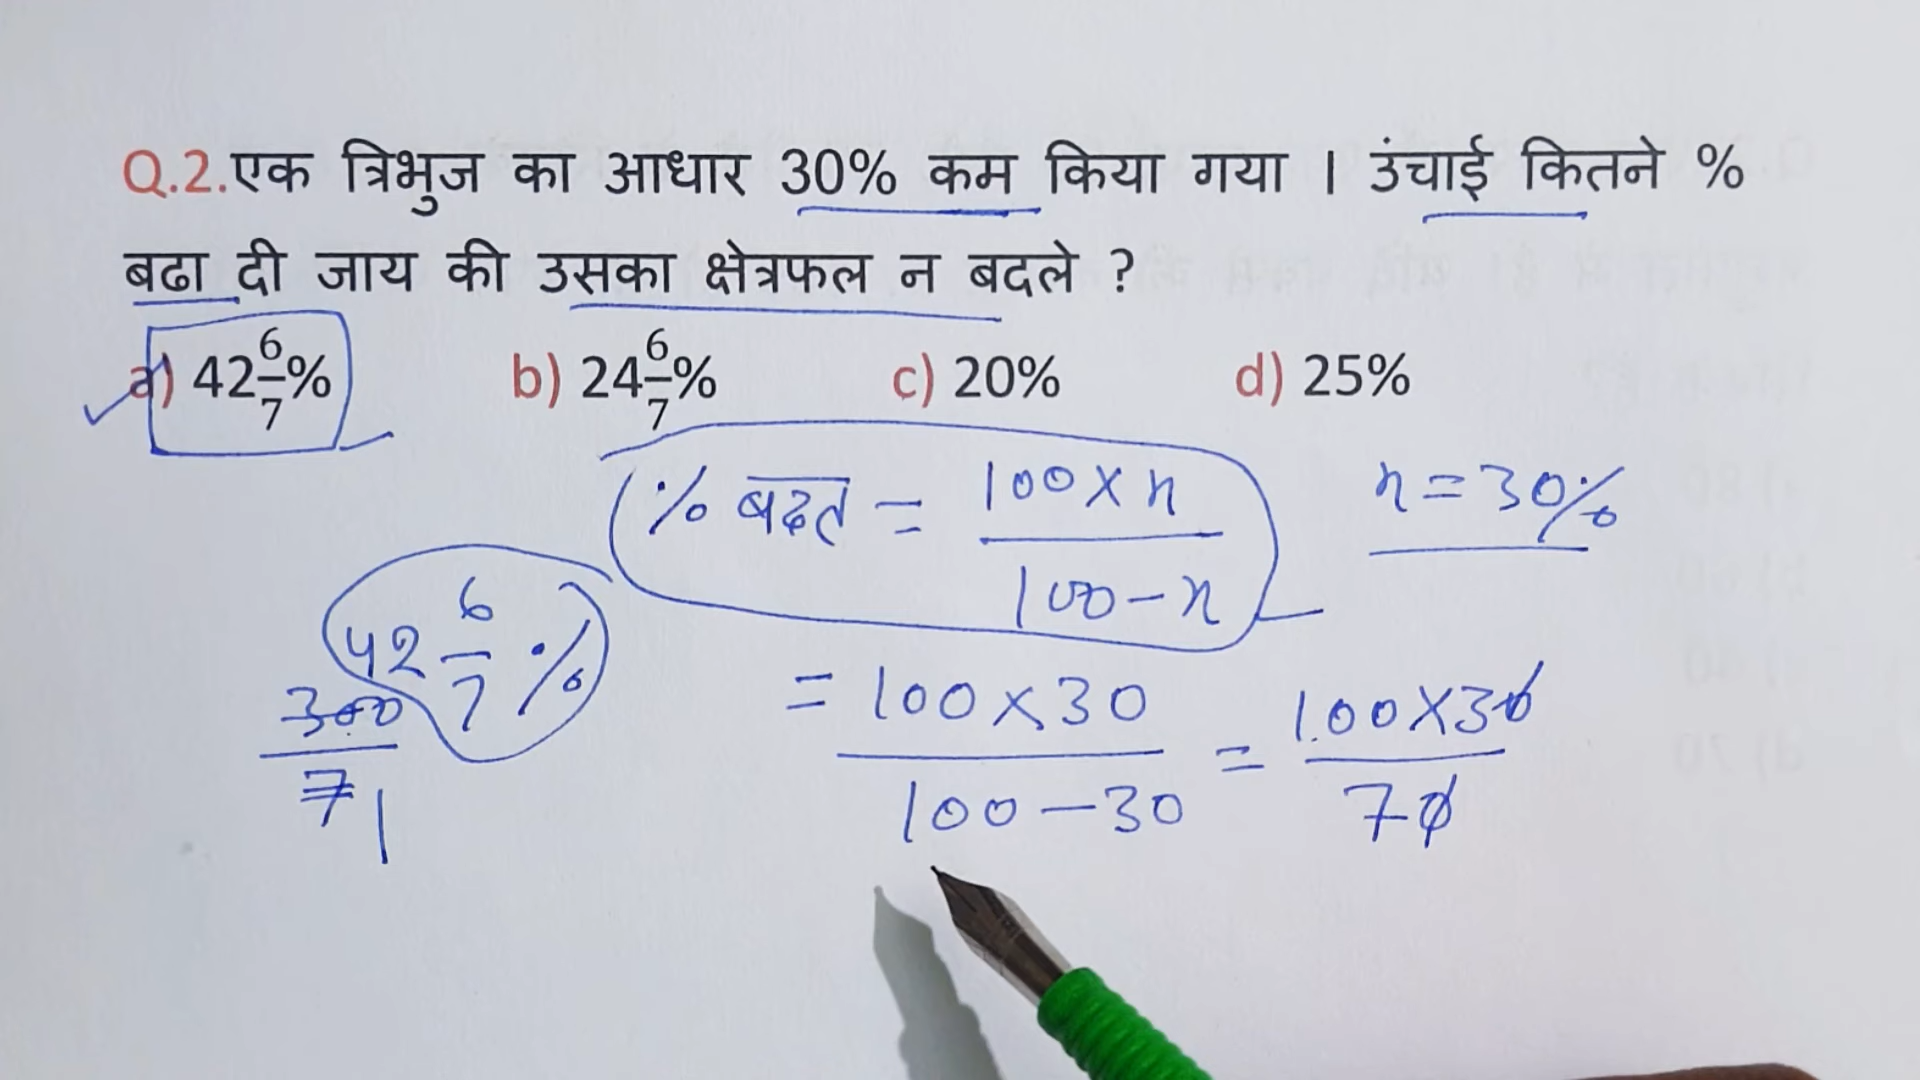 Q.2.एक त्रिभुज का आधार 30% कम किया गया । उंचाई कितने %
बढा दी जाय की उसका क्षेत्रफल न बदले ?
a) 42 6/7% b) 24 6/7% c) 20% d) 25%
% बढ़त = 100 × x / 100 - x
x = 30%
= 100 × 30 / 100 - 30 = 100 × 30 / 70
300 / 7
42 6/7 %